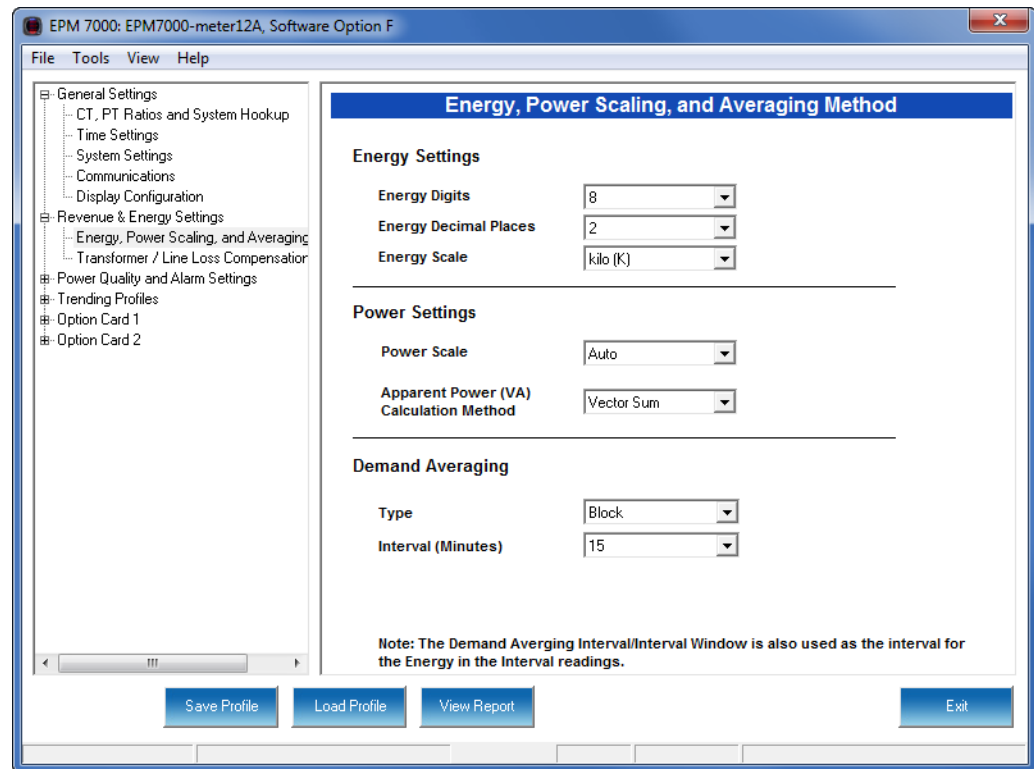 EPM 7000: EPM7000-meter12A, Software Option F
File Tools View Help
General Settings
CT, PT Ratios and System Hookup
Time Settings
System Settings
Communications
Display Configuration
Revenue & Energy Settings
Energy, Power Scaling, and Averaging
Transformer / Line Loss Compensation
Power Quality and Alarm Settings
Trending Profiles
Option Card 1
Option Card 2
Energy, Power Scaling, and Averaging Method
Energy Settings
Energy Digits 8
Energy Decimal Places 2
Energy Scale kilo (K)
Power Settings
Power Scale Auto
Apparent Power (VA)
Calculation Method Vector Sum
Demand Averaging
Type Block
Interval (Minutes) 15
Note: The Demand Averging Interval/Interval Window is also used as the interval for
the Energy in the Interval readings.
Save Profile Load Profile View Report Exit